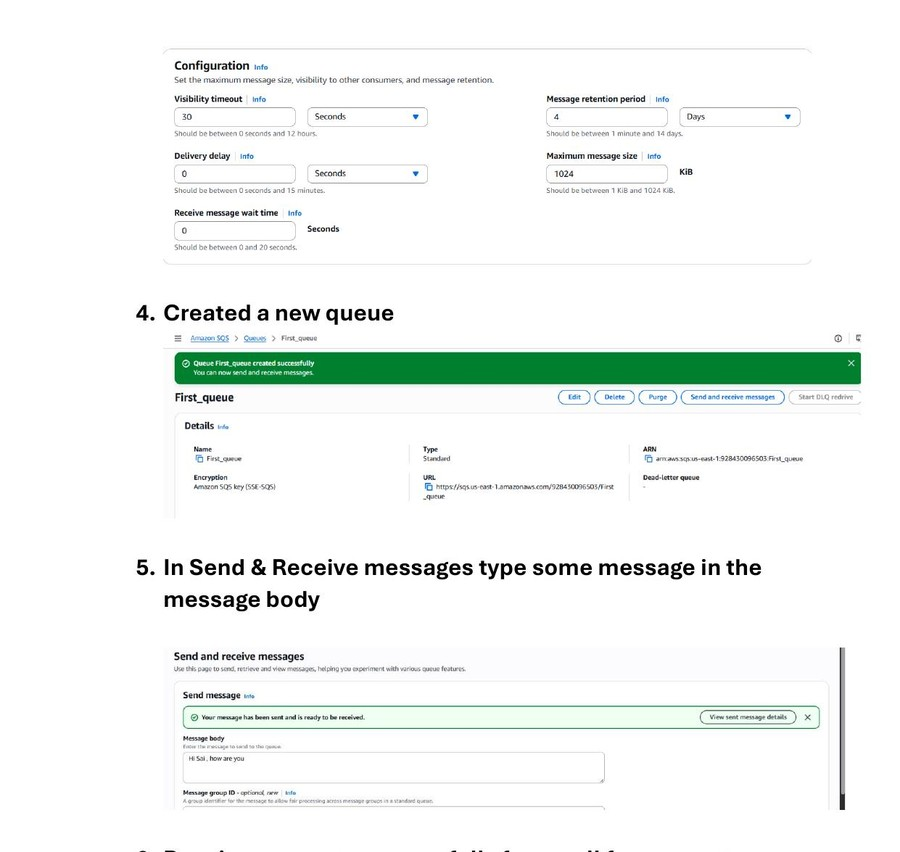 Configuration Info
Set the maximum message size, visibility to other consumers, and message retention.
Visibility timeout Info
30 Seconds
Should be between 0 seconds and 12 hours.
Message retention period Info
4 Days
Should be between 1 minute and 14 days.
Delivery delay Info
0 Seconds
Should be between 0 seconds and 15 minutes.
Maximum message size Info
1024 KiB
Should be between 1 KiB and 1024 KiB.
Receive message wait time Info
0 Seconds
Should be between 0 and 20 seconds.
4. Created a new queue
Amazon SQS > Queues > First_queue
Queue First_queue created successfully
You can now send and receive messages.
First_queue
Edit Delete Purge Send and receive messages Start DLQ redrive
Details Info
Name
First_queue
Type
Standard
ARN
arn:aws:sqs:us-east-1:928430096503:First_queue
Encryption
Amazon SQS key (SSE-SQS)
URL
https://sqs.us-east-1.amazonaws.com/928430096503/First
_queue
Dead-letter queue
-
5. In Send & Receive messages type some message in the
message body
Send and receive messages
Use this page to send, retrieve and view messages, helping you experiment with various queue features.
Send message Info
Your message has been sent and is ready to be received.
View sent message details
Message body
Enter the message to send to the queue.
Hi Sai , how are you
Message group ID - optional, new Info
A group identifier for the message to allow fair processing across message groups in a standard queue.